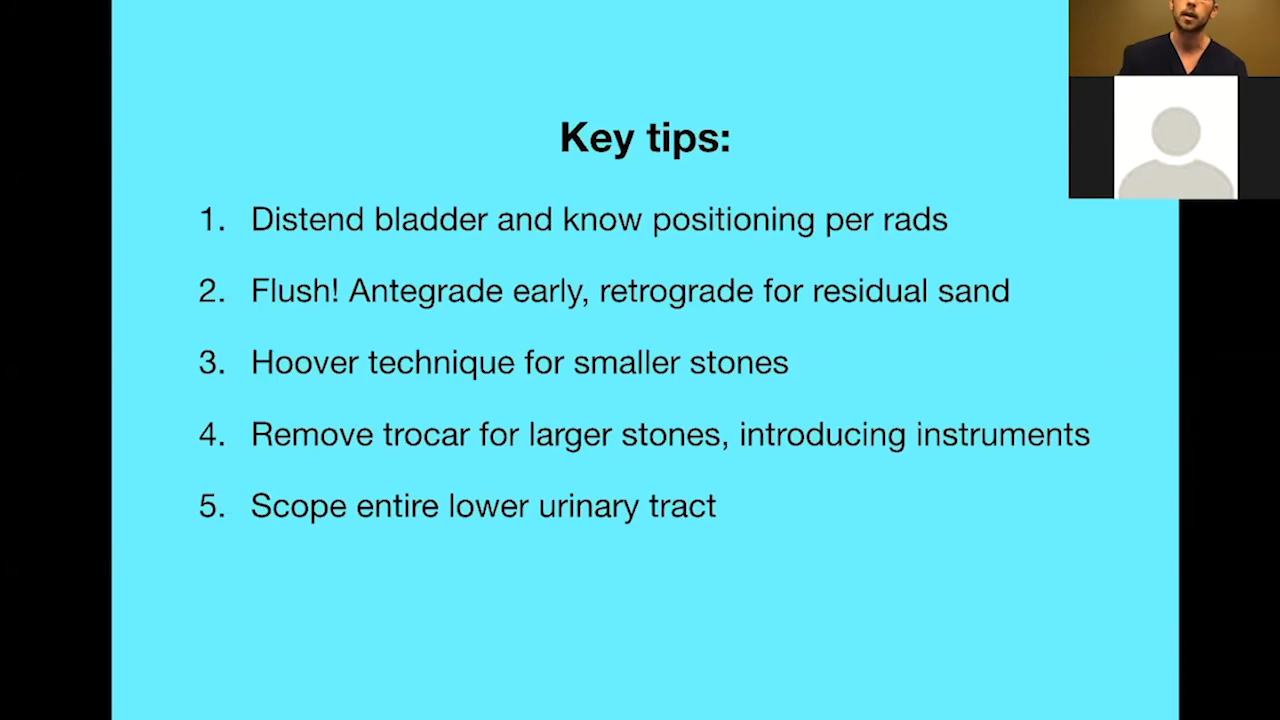 Key tips:
1. Distend bladder and know positioning per rads
2. Flush! Antegrade early, retrograde for residual sand
3. Hoover technique for smaller stones
4. Remove trocar for larger stones, introducing instruments
5. Scope entire lower urinary tract